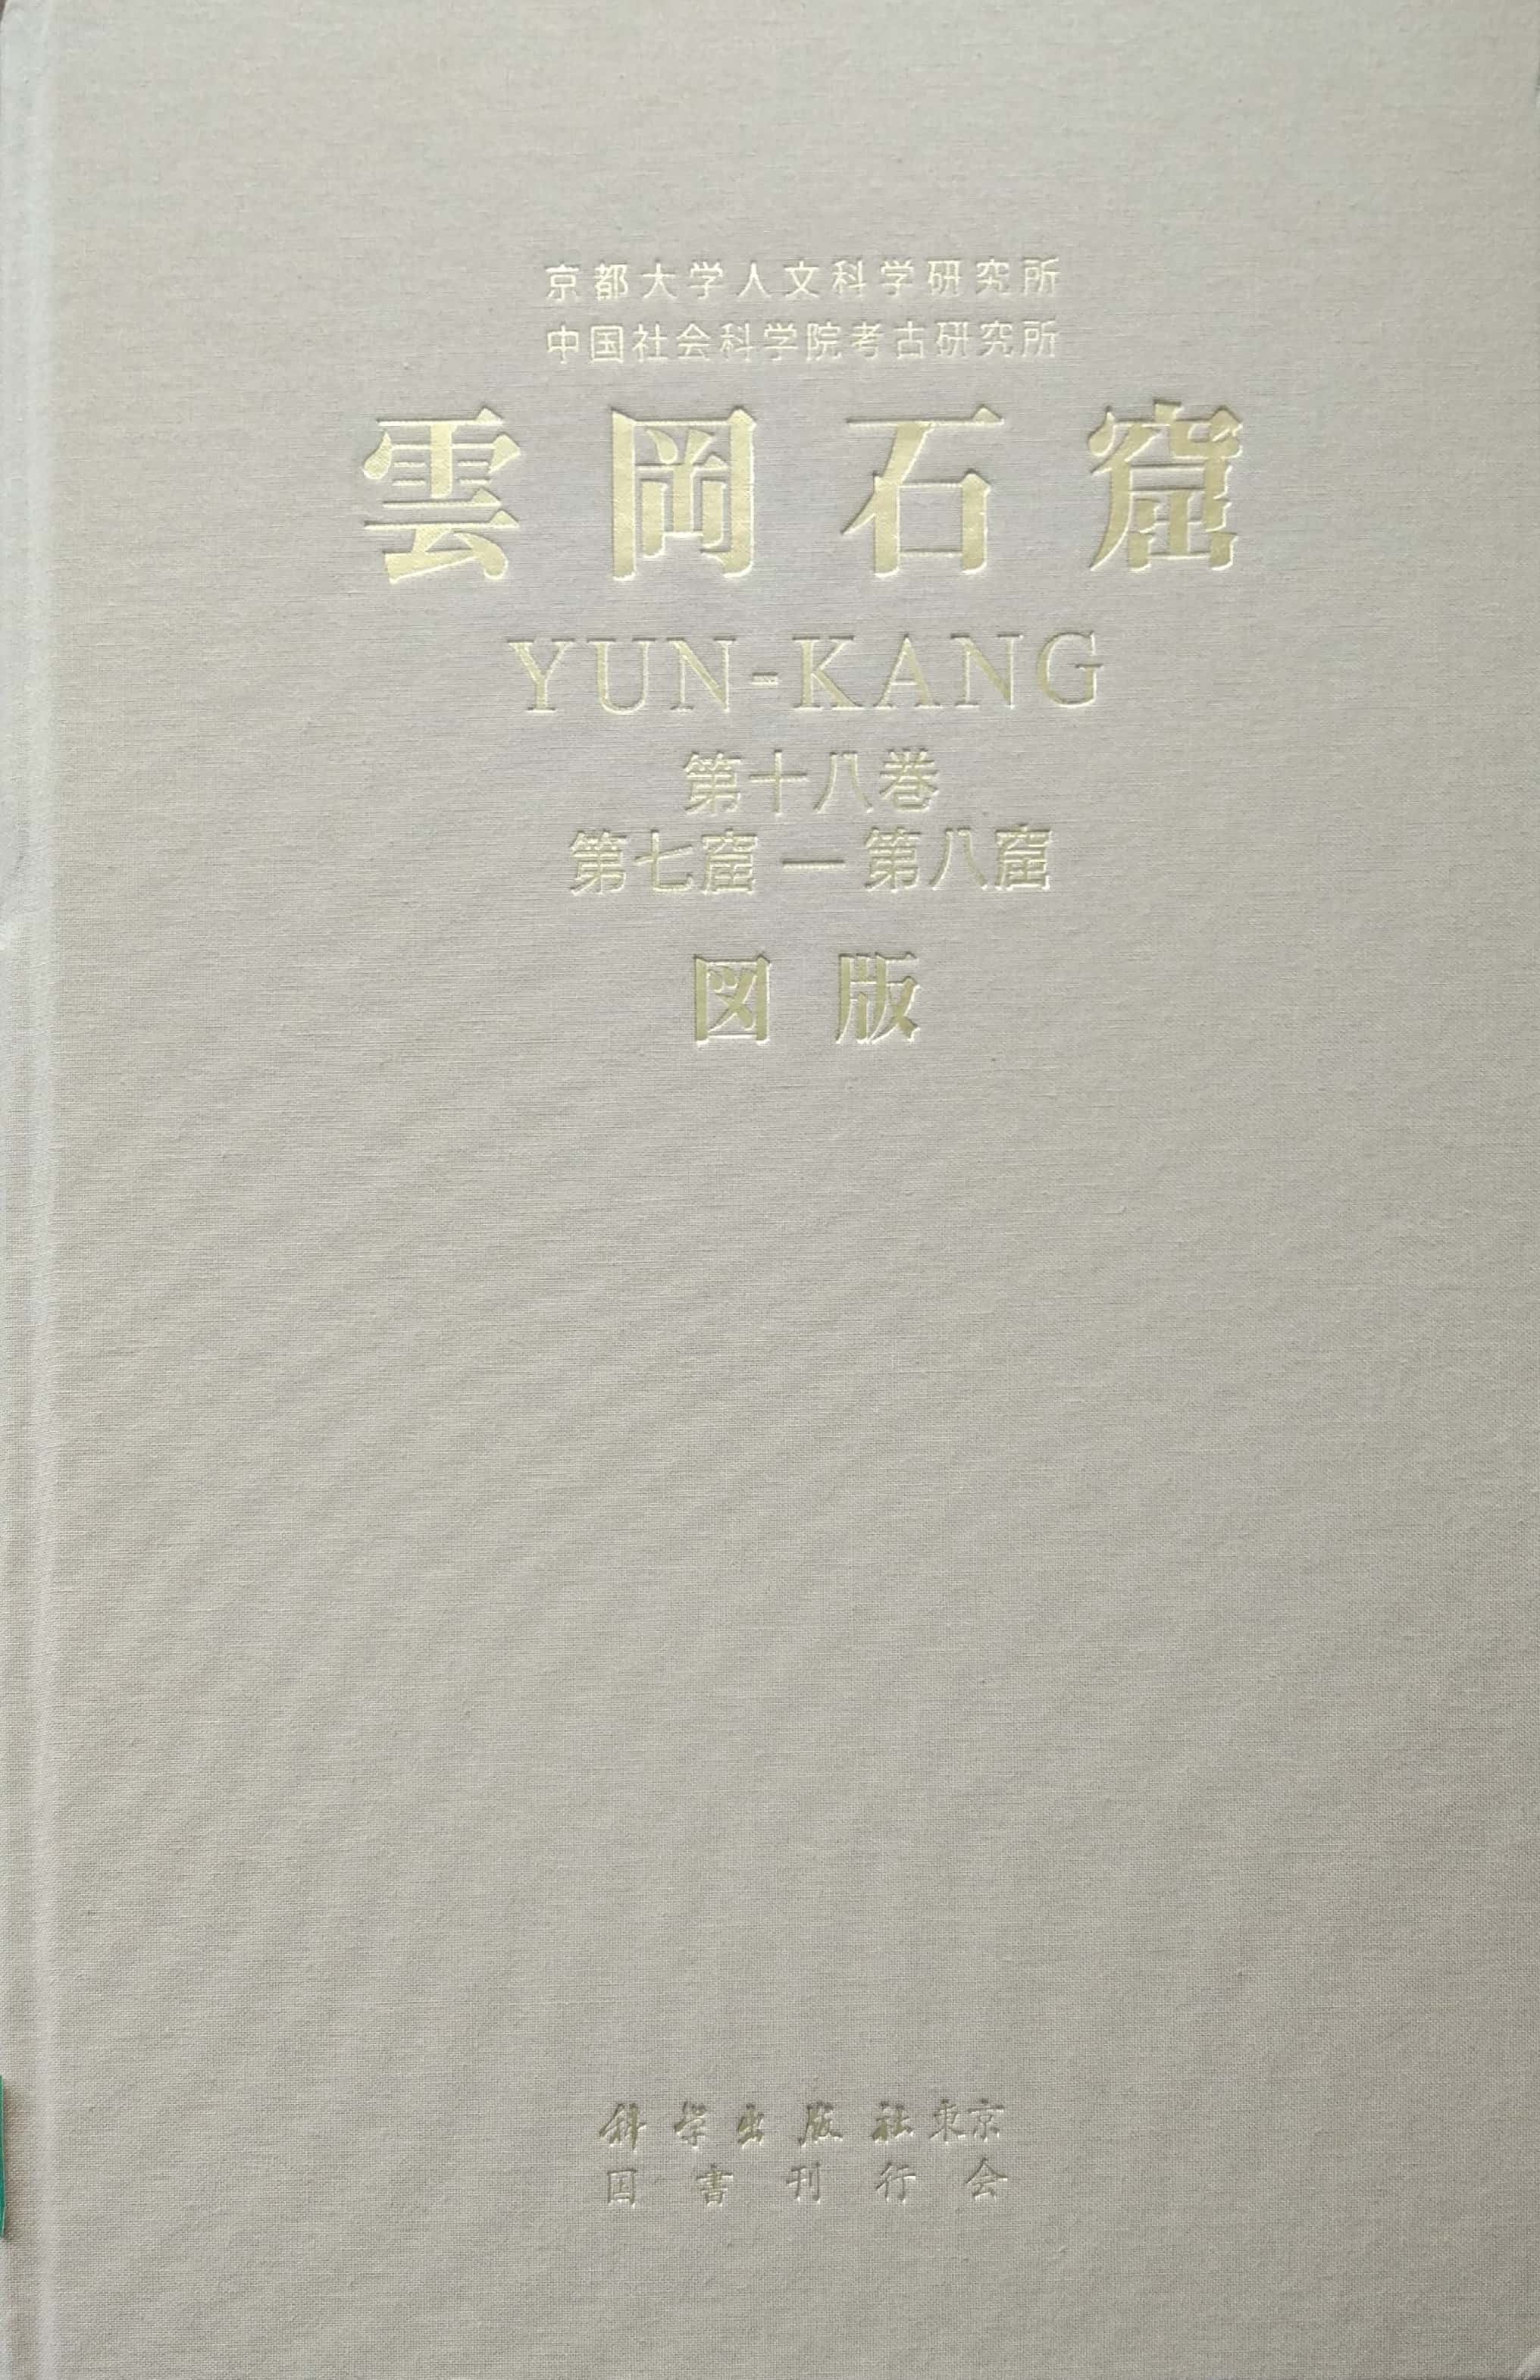 京都大学人文科学研究所
中国社会科学院考古研究所
雲岡石窟
YUN-KANG
第十八巻
第七窟—第八窟
図版
科学出版社東京
国書刊行会